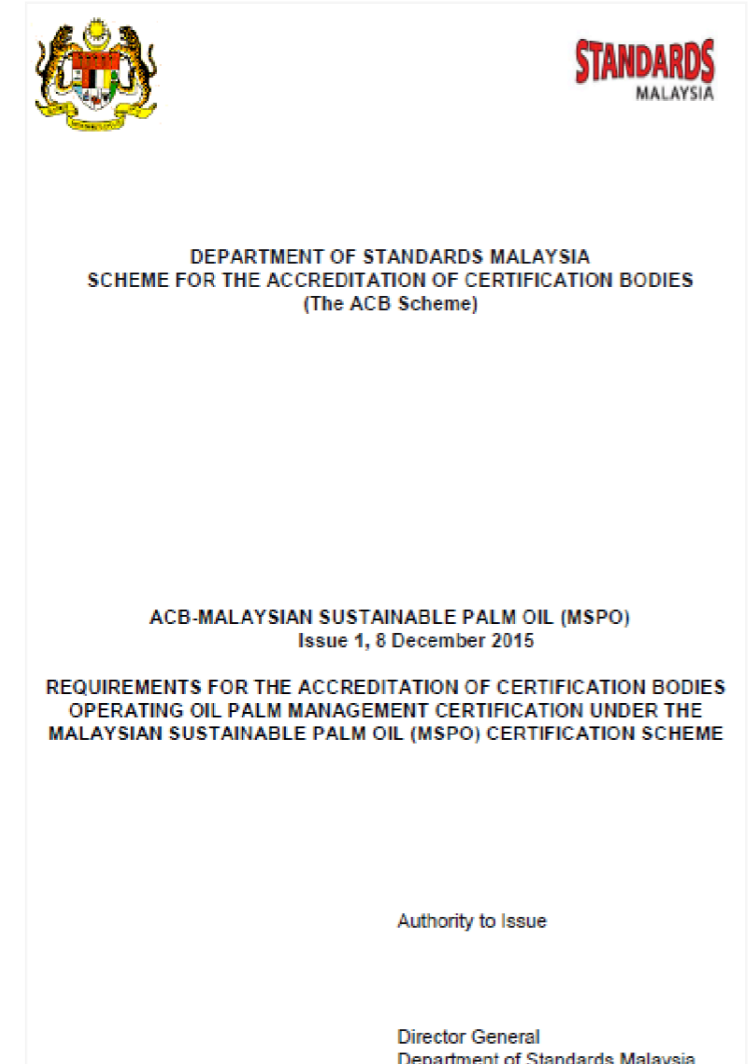 STANDARDS
MALAYSIA
DEPARTMENT OF STANDARDS MALAYSIA
SCHEME FOR THE ACCREDITATION OF CERTIFICATION BODIES
(The ACB Scheme)
ACB-MALAYSIAN SUSTAINABLE PALM OIL (MSPO)
Issue 1, 8 December 2015
REQUIREMENTS FOR THE ACCREDITATION OF CERTIFICATION BODIES
OPERATING OIL PALM MANAGEMENT CERTIFICATION UNDER THE
MALAYSIAN SUSTAINABLE PALM OIL (MSPO) CERTIFICATION SCHEME
Authority to Issue
Director General
Department of Standards Malaysia